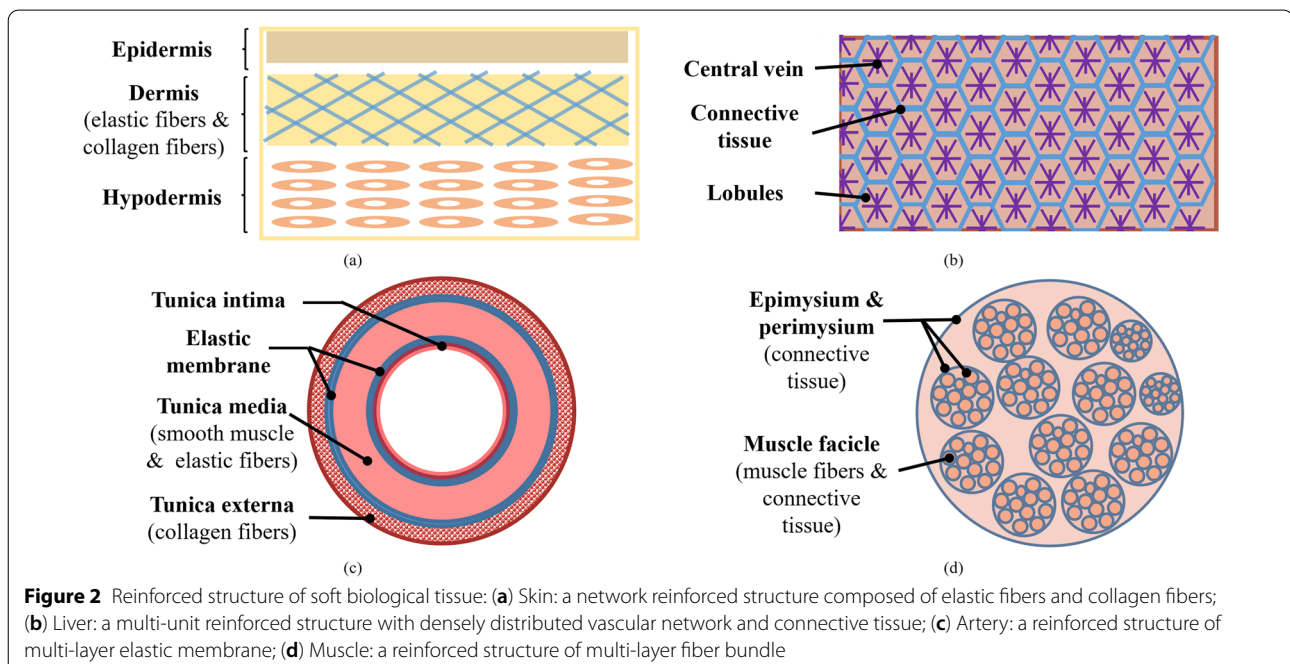 Epidermis
Dermis
(elastic fibers &
collagen fibers)
Hypodermis
(a)
Central vein
Connective
tissue
Lobules
(b)
Tunica intima
Elastic
membrane
Tunica media
(smooth muscle
& elastic fibers)
Tunica externa
(collagen fibers)
(c)
Epimysium &
perimysium
(connective
tissue)
Muscle facicle
(muscle fibers &
connective
tissue)
(d)
Figure 2 Reinforced structure of soft biological tissue: (a) Skin: a network reinforced structure composed of elastic fibers and collagen fibers;
(b) Liver: a multi-unit reinforced structure with densely distributed vascular network and connective tissue; (c) Artery: a reinforced structure of
multi-layer elastic membrane; (d) Muscle: a reinforced structure of multi-layer fiber bundle